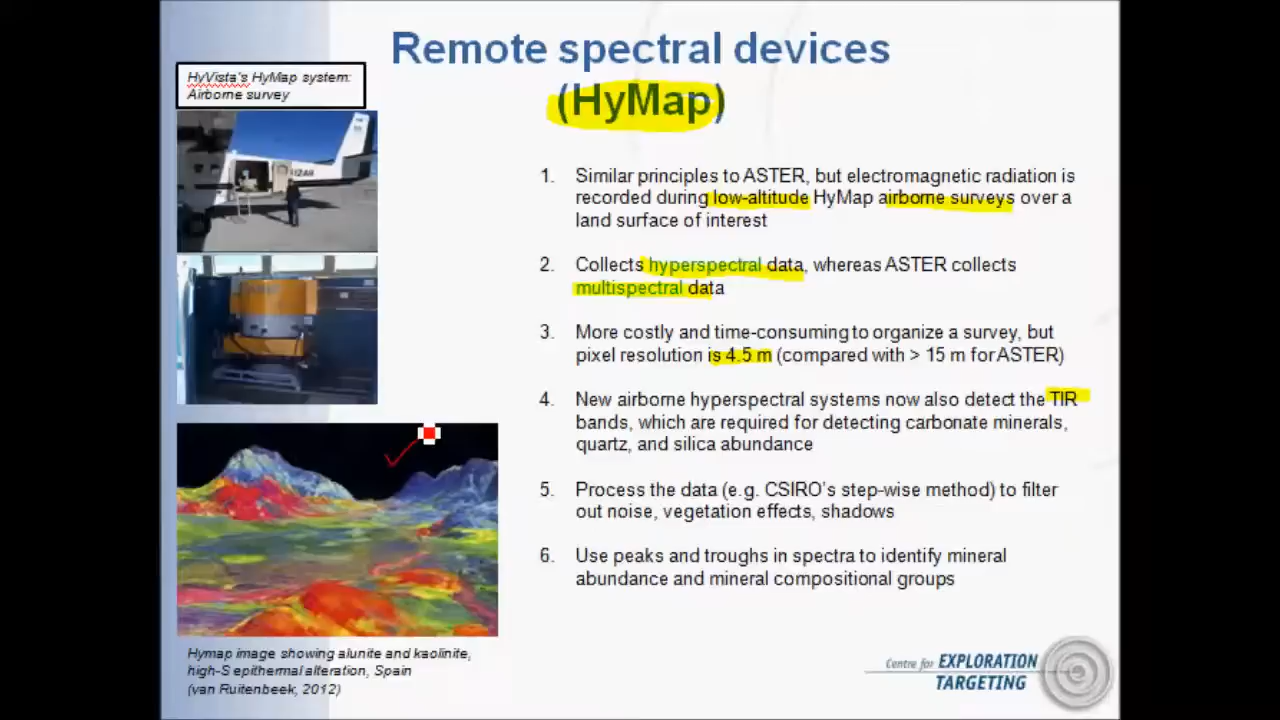 Remote spectral devices
(HyMap)
HyVista's HyMap system:
Airborne survey
1. Similar principles to ASTER, but electromagnetic radiation is
recorded during low-altitude HyMap airborne surveys over a
land surface of interest
2. Collects hyperspectral data, whereas ASTER collects
multispectral data
3. More costly and time-consuming to organize a survey, but
pixel resolution is 4.5 m (compared with > 15 m for ASTER)
4. New airborne hyperspectral systems now also detect the TIR
bands, which are required for detecting carbonate minerals,
quartz, and silica abundance
5. Process the data (e.g. CSIRO's step-wise method) to filter
out noise, vegetation effects, shadows
6. Use peaks and troughs in spectra to identify mineral
abundance and mineral compositional groups
Hymap image showing alunite and kaolinite,
high-S epithermal alteration, Spain
(van Ruitenbeek, 2012)
Centre for EXPLORATION
TARGETING